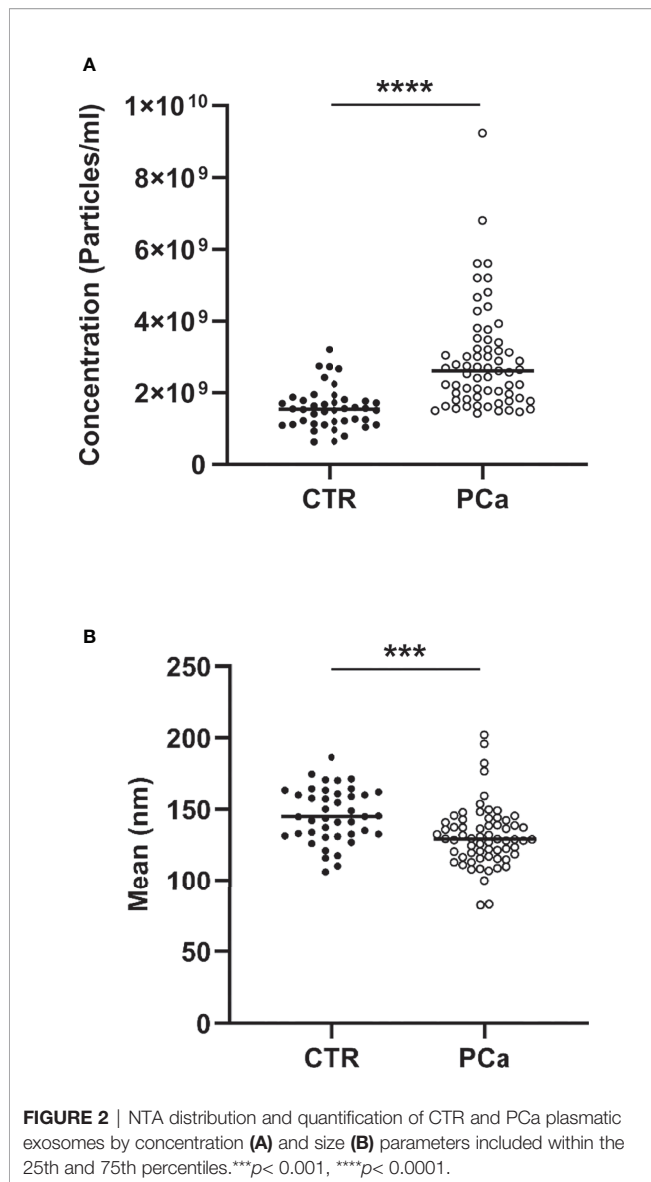 A
****
Concentration (Particles/ml)
1×10¹⁰
8×10⁹
6×10⁹
4×10⁹
2×10⁹
0
CTR
PCa
B
***
Mean (nm)
250
200
150
100
50
0
CTR
PCa
FIGURE 2 | NTA distribution and quantification of CTR and PCa plasmatic
exosomes by concentration (A) and size (B) parameters included within the
25th and 75th percentiles.***p< 0.001, ****p< 0.0001.